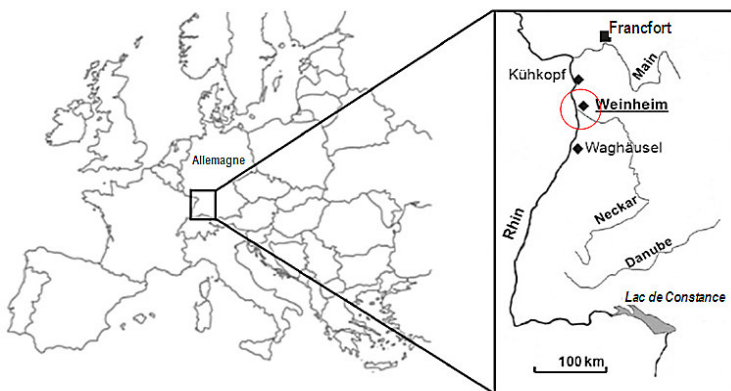 Allemagne
Francfort
Main
Kühkopf
Weinheim
Waghäusel
Neckar
Rhin
Danube
Lac de Constance
100 km